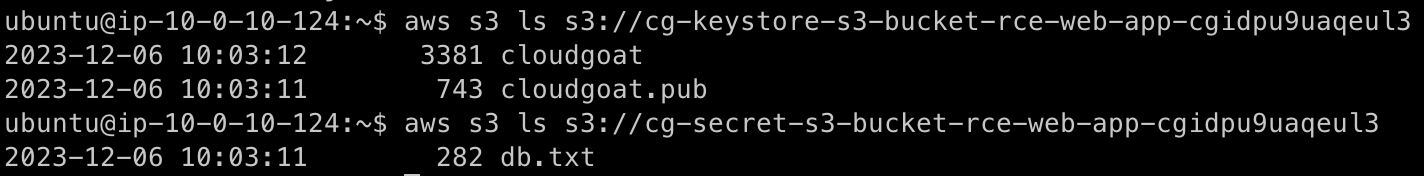 ubuntu@ip-10-0-10-124:~$ aws s3 ls s3://cg-keystore-s3-bucket-rce-web-app-cgidpu9uaqeul3
2023-12-06 10:03:12       3381 cloudgoat
2023-12-06 10:03:11        743 cloudgoat.pub
ubuntu@ip-10-0-10-124:~$ aws s3 ls s3://cg-secret-s3-bucket-rce-web-app-cgidpu9uaqeul3
2023-12-06 10:03:11        282 db.txt